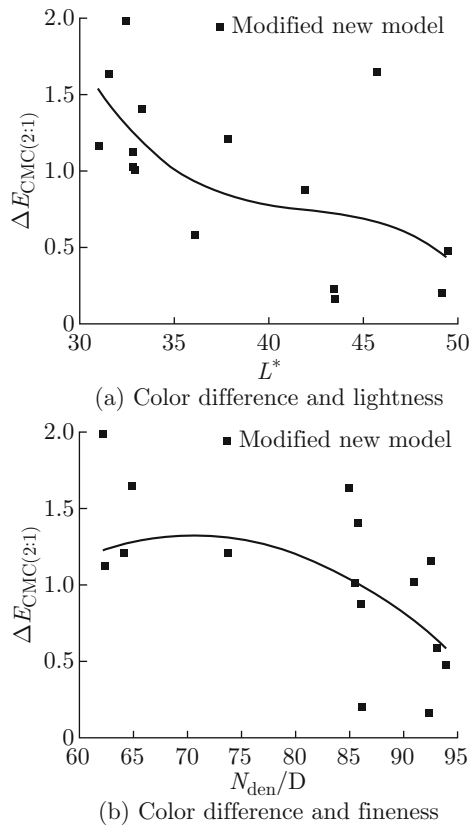 2.0
■ Modified new model
1.5
1.0
0.5
0
ΔE_CMC(2:1)
30 35 40 45 50
L*
(a) Color difference and lightness
2.0
■ Modified new model
1.5
1.0
0.5
0
ΔE_CMC(2:1)
60 65 70 75 80 85 90 95
N_den/D
(b) Color difference and fineness